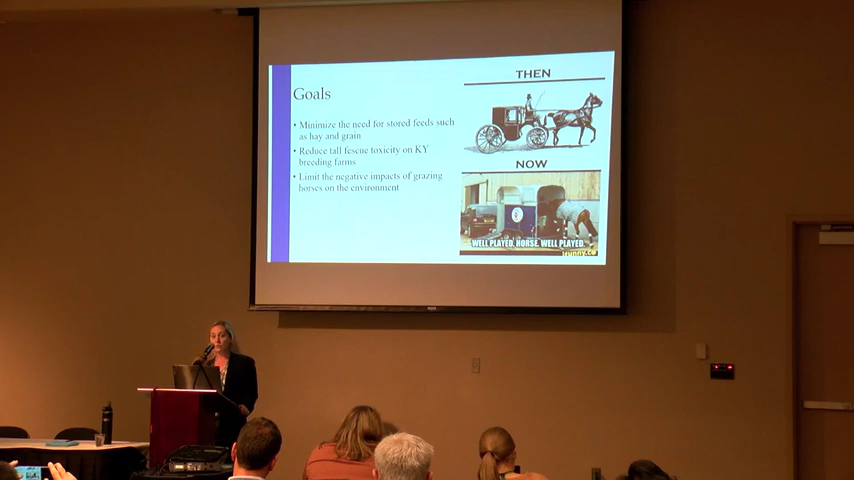 Goals
• Minimize the need for stored feeds such
as hay and grain
• Reduce tall fescue toxicity on KY
breeding farms
• Limit the negative impacts of grazing
horses on the environment
THEN
NOW
WELL PLAYED, HORSE. WELL PLAYED.